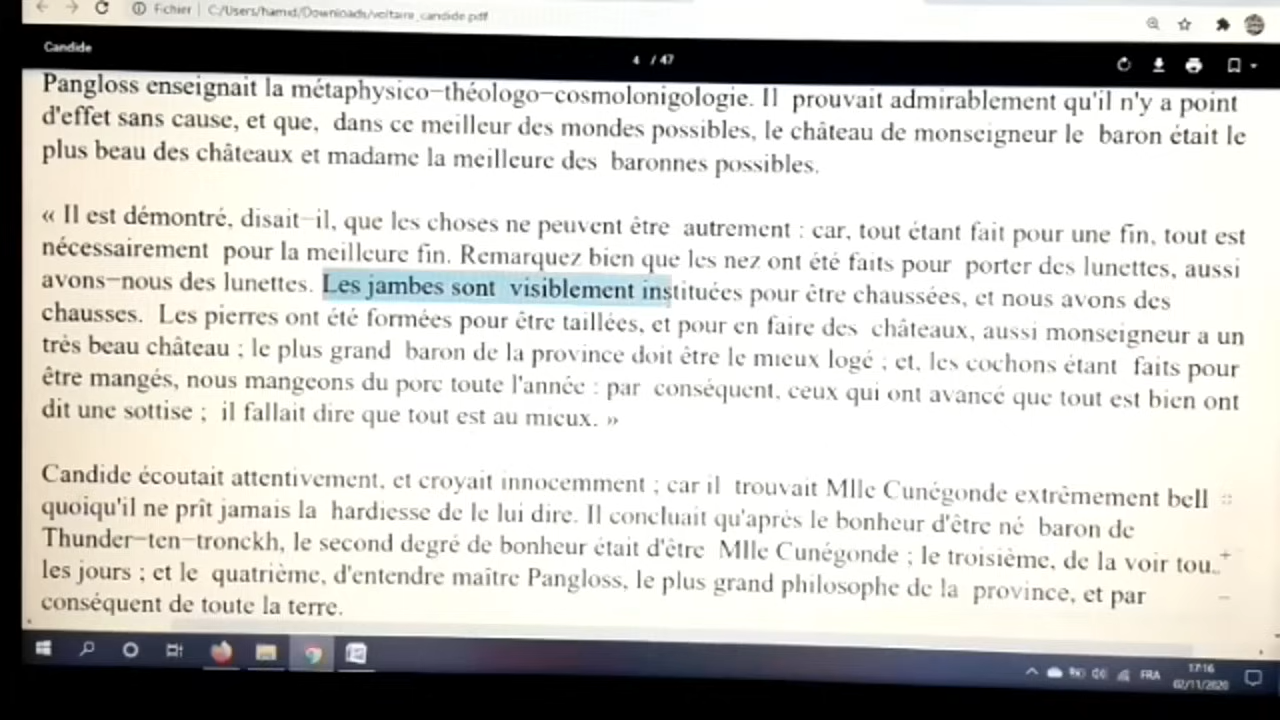 Fichier | C:/Users/hamid/Downloads/voltaire_candide.pdf
Candide
4 / 47
Pangloss enseignait la métaphysico-théologo-cosmolonigologie. Il prouvait admirablement qu'il n'y a point
d'effet sans cause, et que, dans ce meilleur des mondes possibles, le château de monseigneur le baron était le
plus beau des châteaux et madame la meilleure des baronnes possibles.
« Il est démontré, disait-il, que les choses ne peuvent être autrement : car, tout étant fait pour une fin, tout est
nécessairement pour la meilleure fin. Remarquez bien que les nez ont été faits pour porter des lunettes, aussi
avons-nous des lunettes. Les jambes sont visiblement instituées pour être chaussées, et nous avons des
chausses. Les pierres ont été formées pour être taillées, et pour en faire des châteaux, aussi monseigneur a un
très beau château ; le plus grand baron de la province doit être le mieux logé ; et, les cochons étant faits pour
être mangés, nous mangeons du porc toute l'année : par conséquent, ceux qui ont avancé que tout est bien ont
dit une sottise ; il fallait dire que tout est au mieux. »
Candide écoutait attentivement, et croyait innocemment ; car il trouvait Mlle Cunégonde extrêmement bell
quoiqu'il ne prît jamais la hardiesse de le lui dire. Il concluait qu'après le bonheur d'être né baron de
Thunder-ten-tronckh, le second degré de bonheur était d'être Mlle Cunégonde ; le troisième, de la voir tou
les jours ; et le quatrième, d'entendre maître Pangloss, le plus grand philosophe de la province, et par
conséquent de toute la terre.
FRA
17:16
02/11/2020